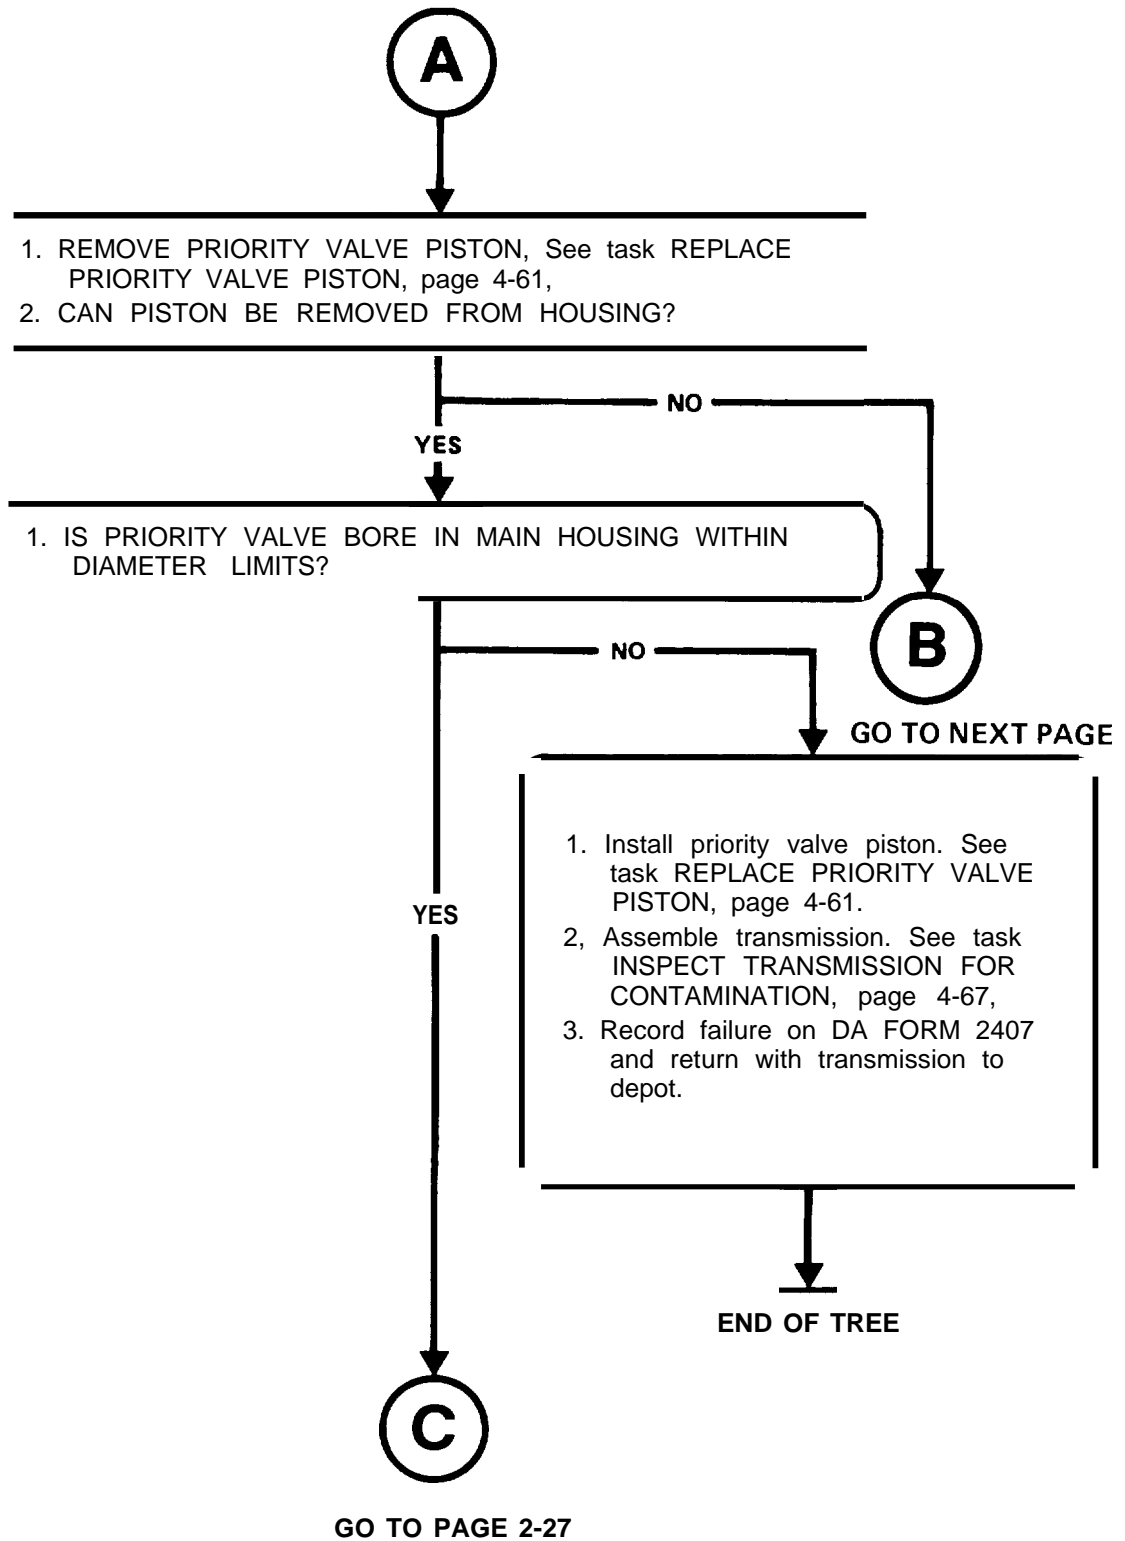 A
1. REMOVE PRIORITY VALVE PISTON, See task REPLACE
PRIORITY VALVE PISTON, page 4-61,
2. CAN PISTON BE REMOVED FROM HOUSING?
NO
YES
1. IS PRIORITY VALVE BORE IN MAIN HOUSING WITHIN
DIAMETER LIMITS?
NO
B
GO TO NEXT PAGE
1. Install priority valve piston. See
task REPLACE PRIORITY VALVE
PISTON, page 4-61.
2, Assemble transmission. See task
INSPECT TRANSMISSION FOR
CONTAMINATION, page 4-67,
3. Record failure on DA FORM 2407
and return with transmission to
depot.
YES
END OF TREE
C
GO TO PAGE 2-27